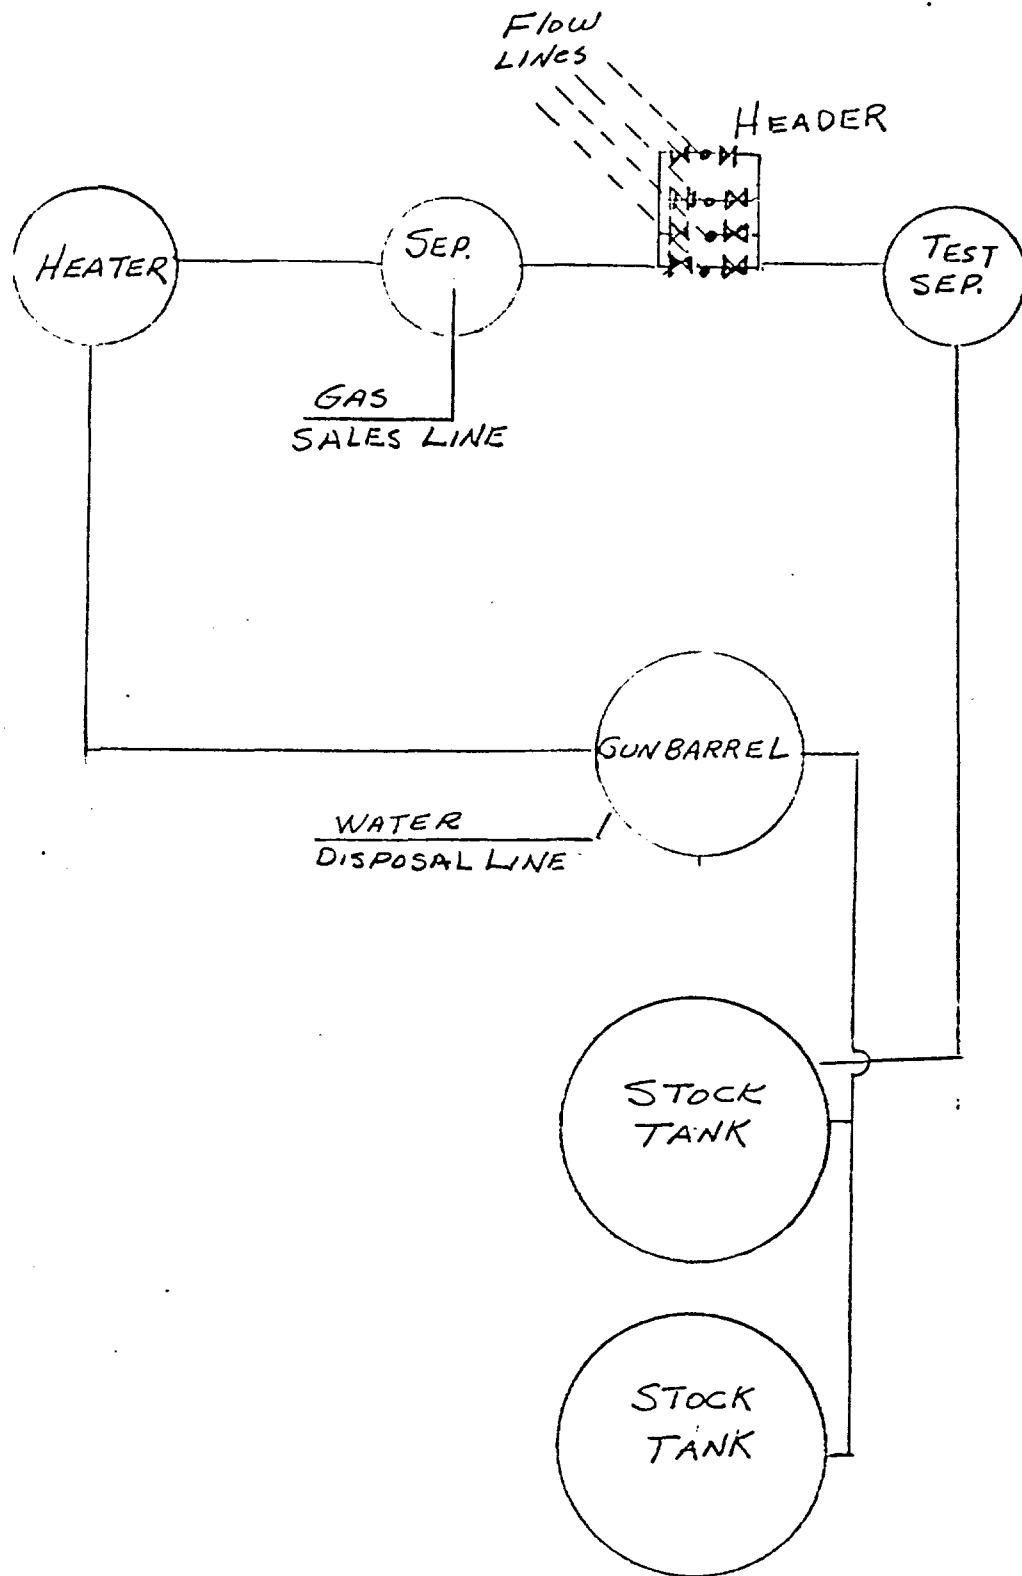 FLOW
LINES
HEADER
HEATER
SEP.
TEST
SEP.
GAS
SALES LINE
GUNBARREL
WATER
DISPOSAL LINE
STOCK
TANK
STOCK
TANK